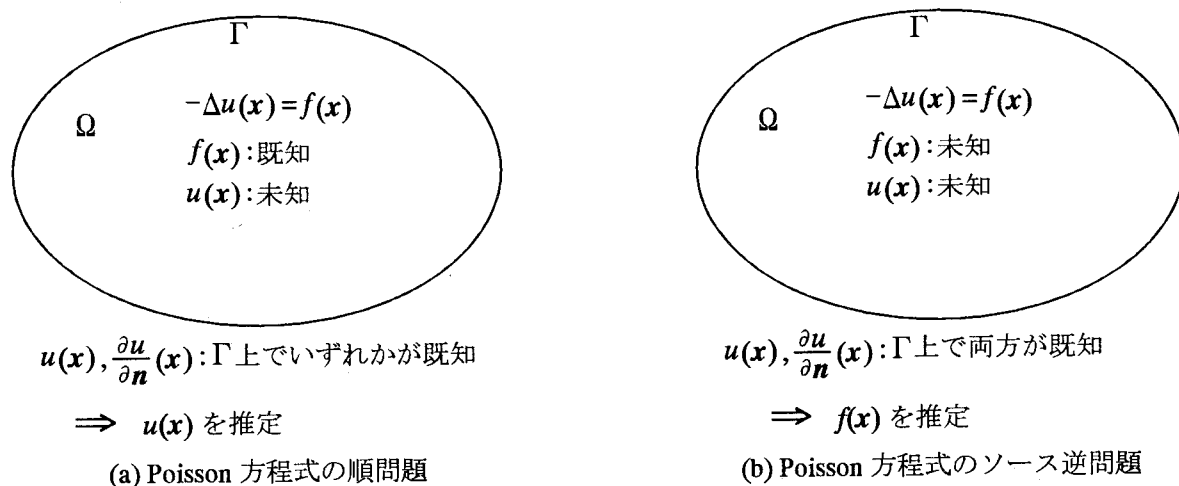 Γ
Ω
-Δu(x)=f(x)
f(x):既知
u(x):未知
u(x),∂u/∂n(x):Γ上でいずれかが既知
⟹ u(x) を推定
(a) Poisson 方程式の順問題
Γ
Ω
-Δu(x)=f(x)
f(x):未知
u(x):未知
u(x),∂u/∂n(x):Γ上で両方が既知
⟹ f(x) を推定
(b) Poisson 方程式のソース逆問題